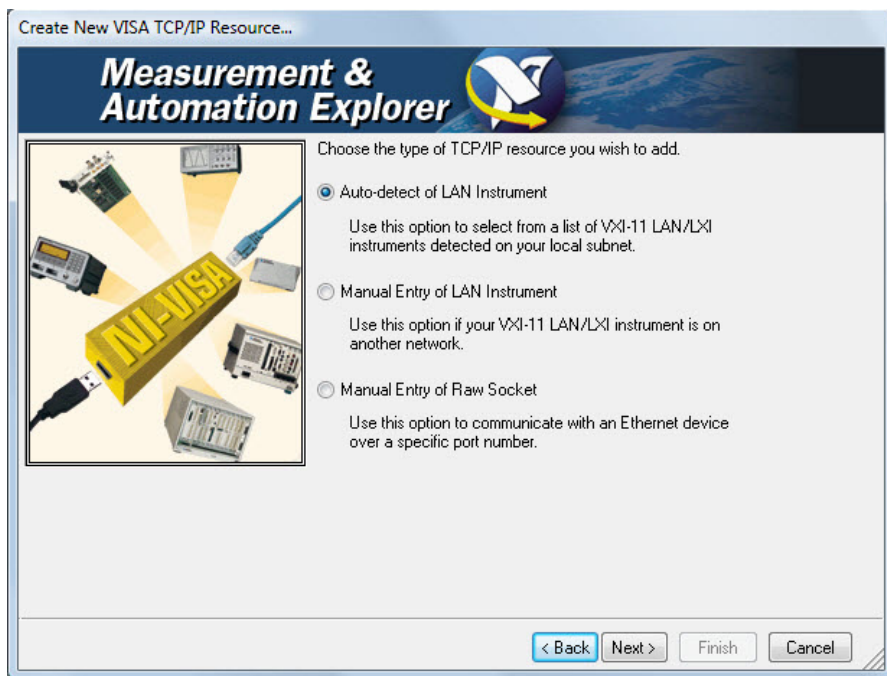 Create New VISA TCP/IP Resource...
Measurement &
Automation Explorer
NI-VISA
Choose the type of TCP/IP resource you wish to add.
Auto-detect of LAN Instrument
Use this option to select from a list of VXI-11 LAN/LXI
instruments detected on your local subnet.
Manual Entry of LAN Instrument
Use this option if your VXI-11 LAN/LXI instrument is on
another network.
Manual Entry of Raw Socket
Use this option to communicate with an Ethernet device
over a specific port number.
< Back Next > Finish Cancel